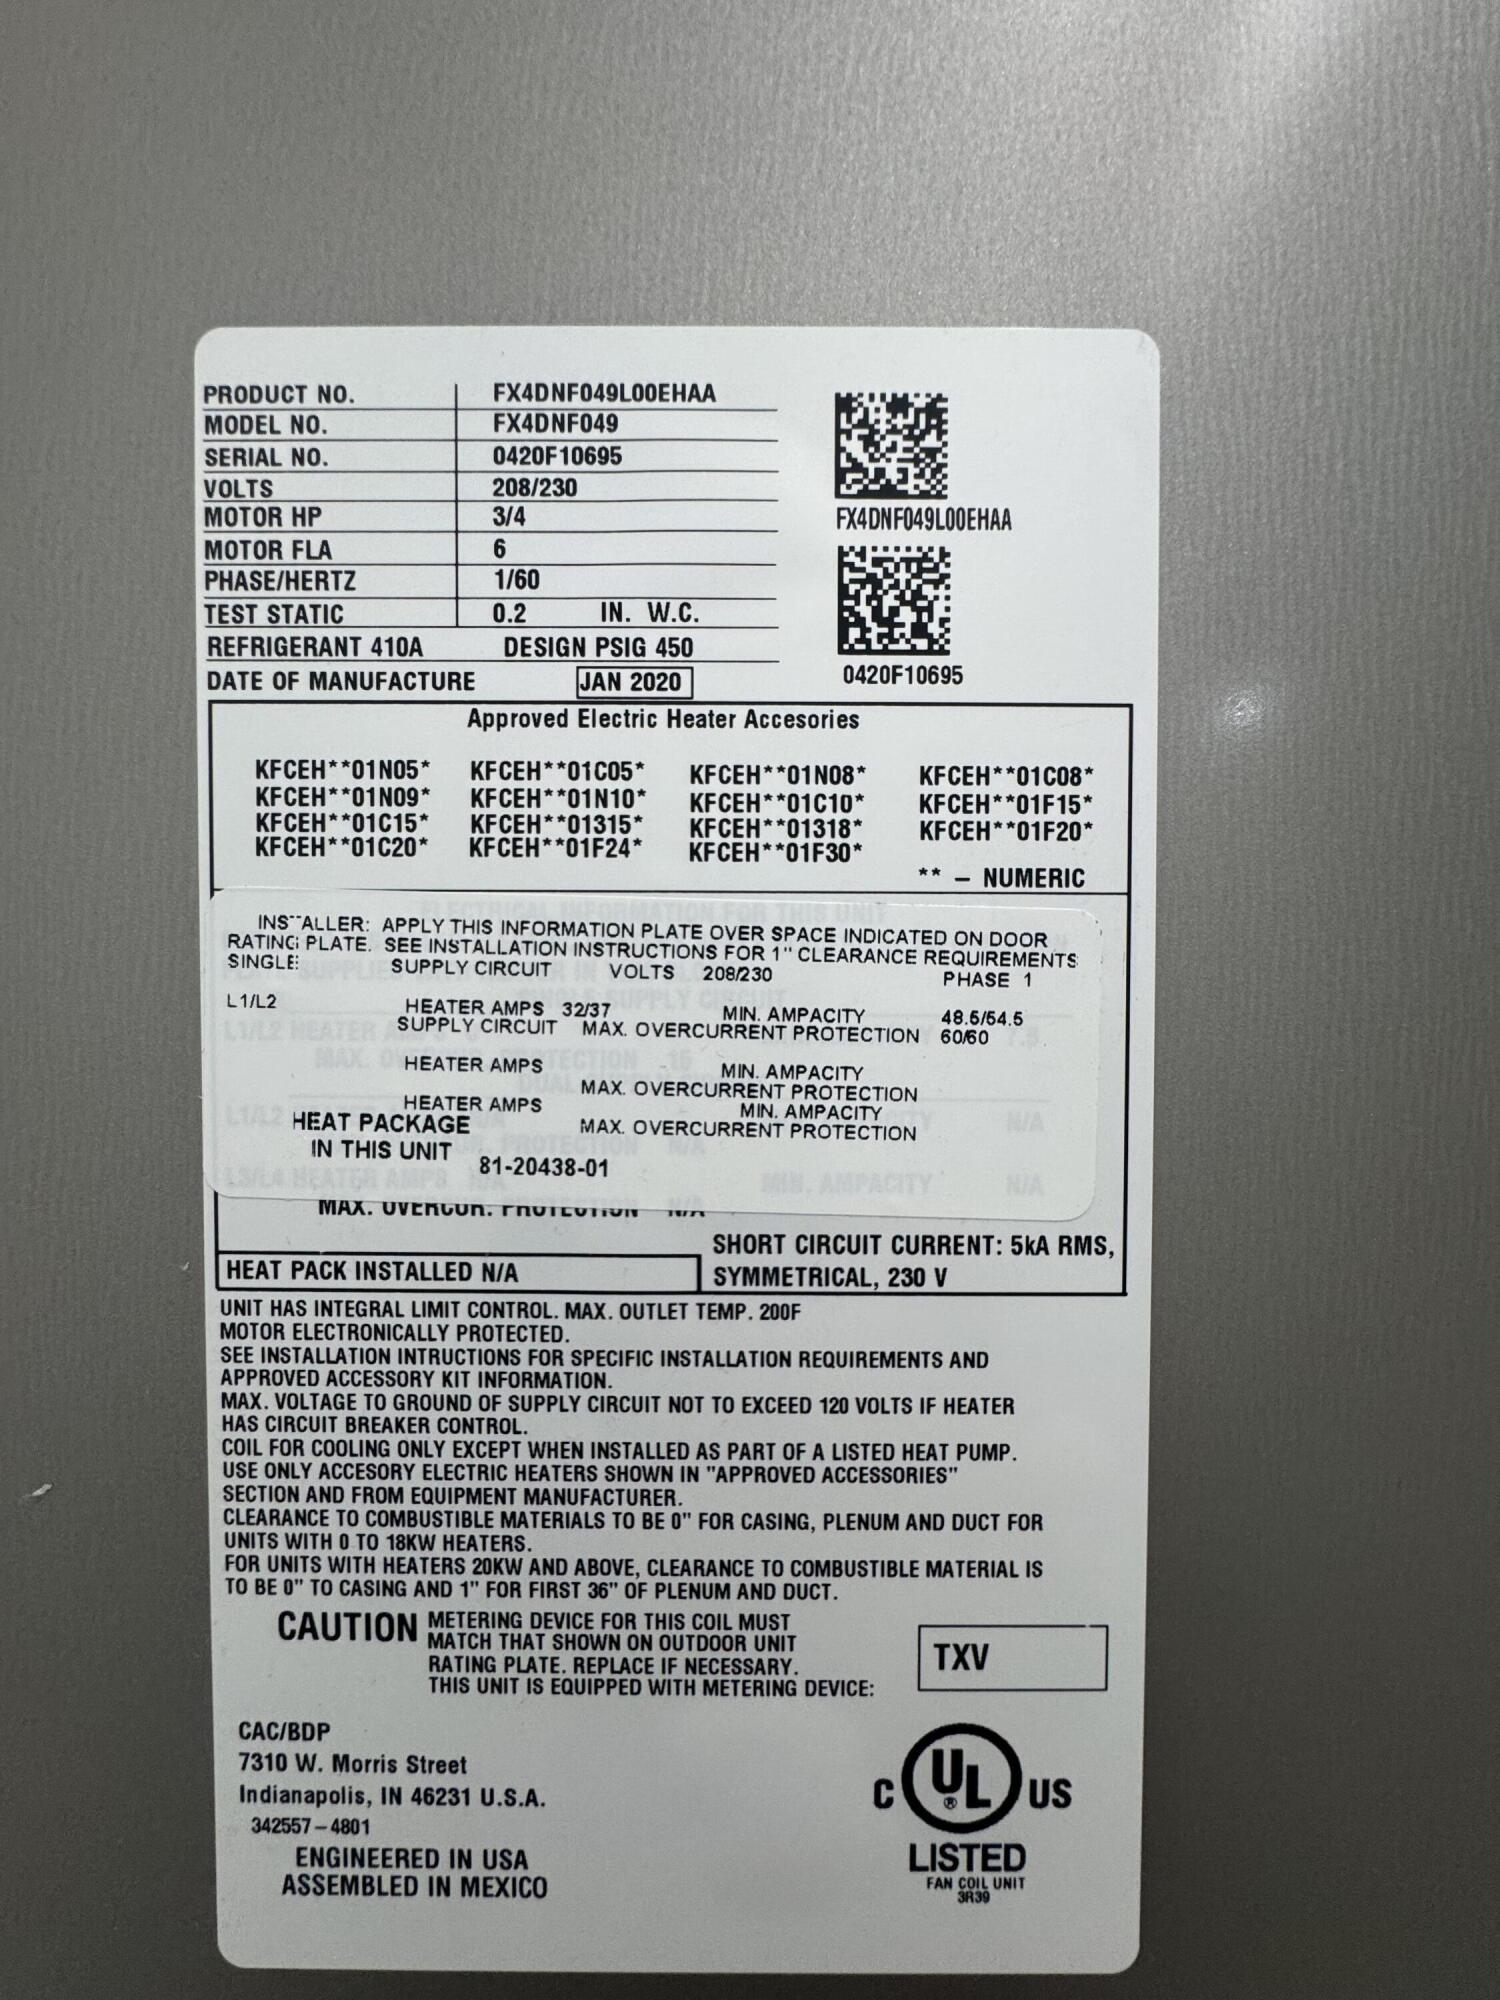 PRODUCT NO. FX4DNF049L00EHAA
MODEL NO. FX4DNF049
SERIAL NO. 0420F10695
VOLTS 208/230
MOTOR HP 3/4
MOTOR FLA 6
PHASE/HERTZ 1/60
TEST STATIC 0.2 IN. W.C.
REFRIGERANT 410A DESIGN PSIG 450
DATE OF MANUFACTURE JAN 2020
FX4DNF049L00EHAA
0420F10695
Approved Electric Heater Accesories
KFCEH**01N05* KFCEH**01C05* KFCEH**01N08* KFCEH**01C08*
KFCEH**01N09* KFCEH**01N10* KFCEH**01C10* KFCEH**01F15*
KFCEH**01C15* KFCEH**01315* KFCEH**01318* KFCEH**01F20*
KFCEH**01C20* KFCEH**01F24* KFCEH**01F30*
** – NUMERIC
INSTALLER: APPLY THIS INFORMATION PLATE OVER SPACE INDICATED ON DOOR
RATING PLATE. SEE INSTALLATION INSTRUCTIONS FOR 1" CLEARANCE REQUIREMENTS
SINGLE: SUPPLY CIRCUIT VOLTS 208/230 PHASE 1
L1/L2 HEATER AMPS 32/37 MIN. AMPACITY 48.5/54.5
SUPPLY CIRCUIT MAX. OVERCURRENT PROTECTION 60/60
HEATER AMPS MIN. AMPACITY
MAX. OVERCURRENT PROTECTION
HEATER AMPS MIN. AMPACITY
HEAT PACKAGE MAX. OVERCURRENT PROTECTION
IN THIS UNIT 81-20438-01
MAX. OVERCUR. PROTECTION N/A
SHORT CIRCUIT CURRENT: 5kA RMS,
HEAT PACK INSTALLED N/A SYMMETRICAL, 230 V
UNIT HAS INTEGRAL LIMIT CONTROL. MAX. OUTLET TEMP. 200F
MOTOR ELECTRONICALLY PROTECTED.
SEE INSTALLATION INTRUCTIONS FOR SPECIFIC INSTALLATION REQUIREMENTS AND
APPROVED ACCESSORY KIT INFORMATION.
MAX. VOLTAGE TO GROUND OF SUPPLY CIRCUIT NOT TO EXCEED 120 VOLTS IF HEATER
HAS CIRCUIT BREAKER CONTROL.
COIL FOR COOLING ONLY EXCEPT WHEN INSTALLED AS PART OF A LISTED HEAT PUMP.
USE ONLY ACCESORY ELECTRIC HEATERS SHOWN IN "APPROVED ACCESSORIES"
SECTION AND FROM EQUIPMENT MANUFACTURER.
CLEARANCE TO COMBUSTIBLE MATERIALS TO BE 0" FOR CASING, PLENUM AND DUCT FOR
UNITS WITH 0 TO 18KW HEATERS.
FOR UNITS WITH HEATERS 20KW AND ABOVE, CLEARANCE TO COMBUSTIBLE MATERIAL IS
TO BE 0" TO CASING AND 1" FOR FIRST 36" OF PLENUM AND DUCT.
CAUTION METERING DEVICE FOR THIS COIL MUST
MATCH THAT SHOWN ON OUTDOOR UNIT
RATING PLATE. REPLACE IF NECESSARY.
THIS UNIT IS EQUIPPED WITH METERING DEVICE:
TXV
CAC/BDP
7310 W. Morris Street
Indianapolis, IN 46231 U.S.A.
342557–4801
ENGINEERED IN USA
ASSEMBLED IN MEXICO
C UL ® US
LISTED
FAN COIL UNIT
3R39